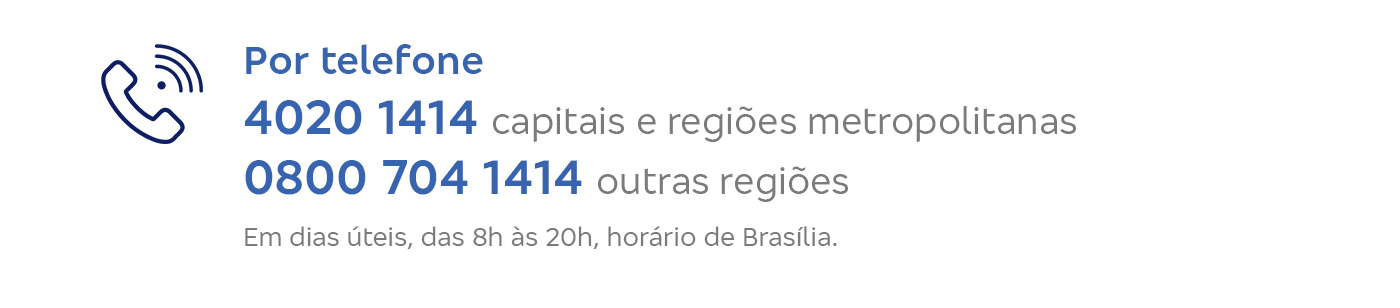 Por telefone
4020 1414 capitais e regiões metropolitanas
0800 704 1414 outras regiões
Em dias úteis, das 8h às 20h, horário de Brasília.